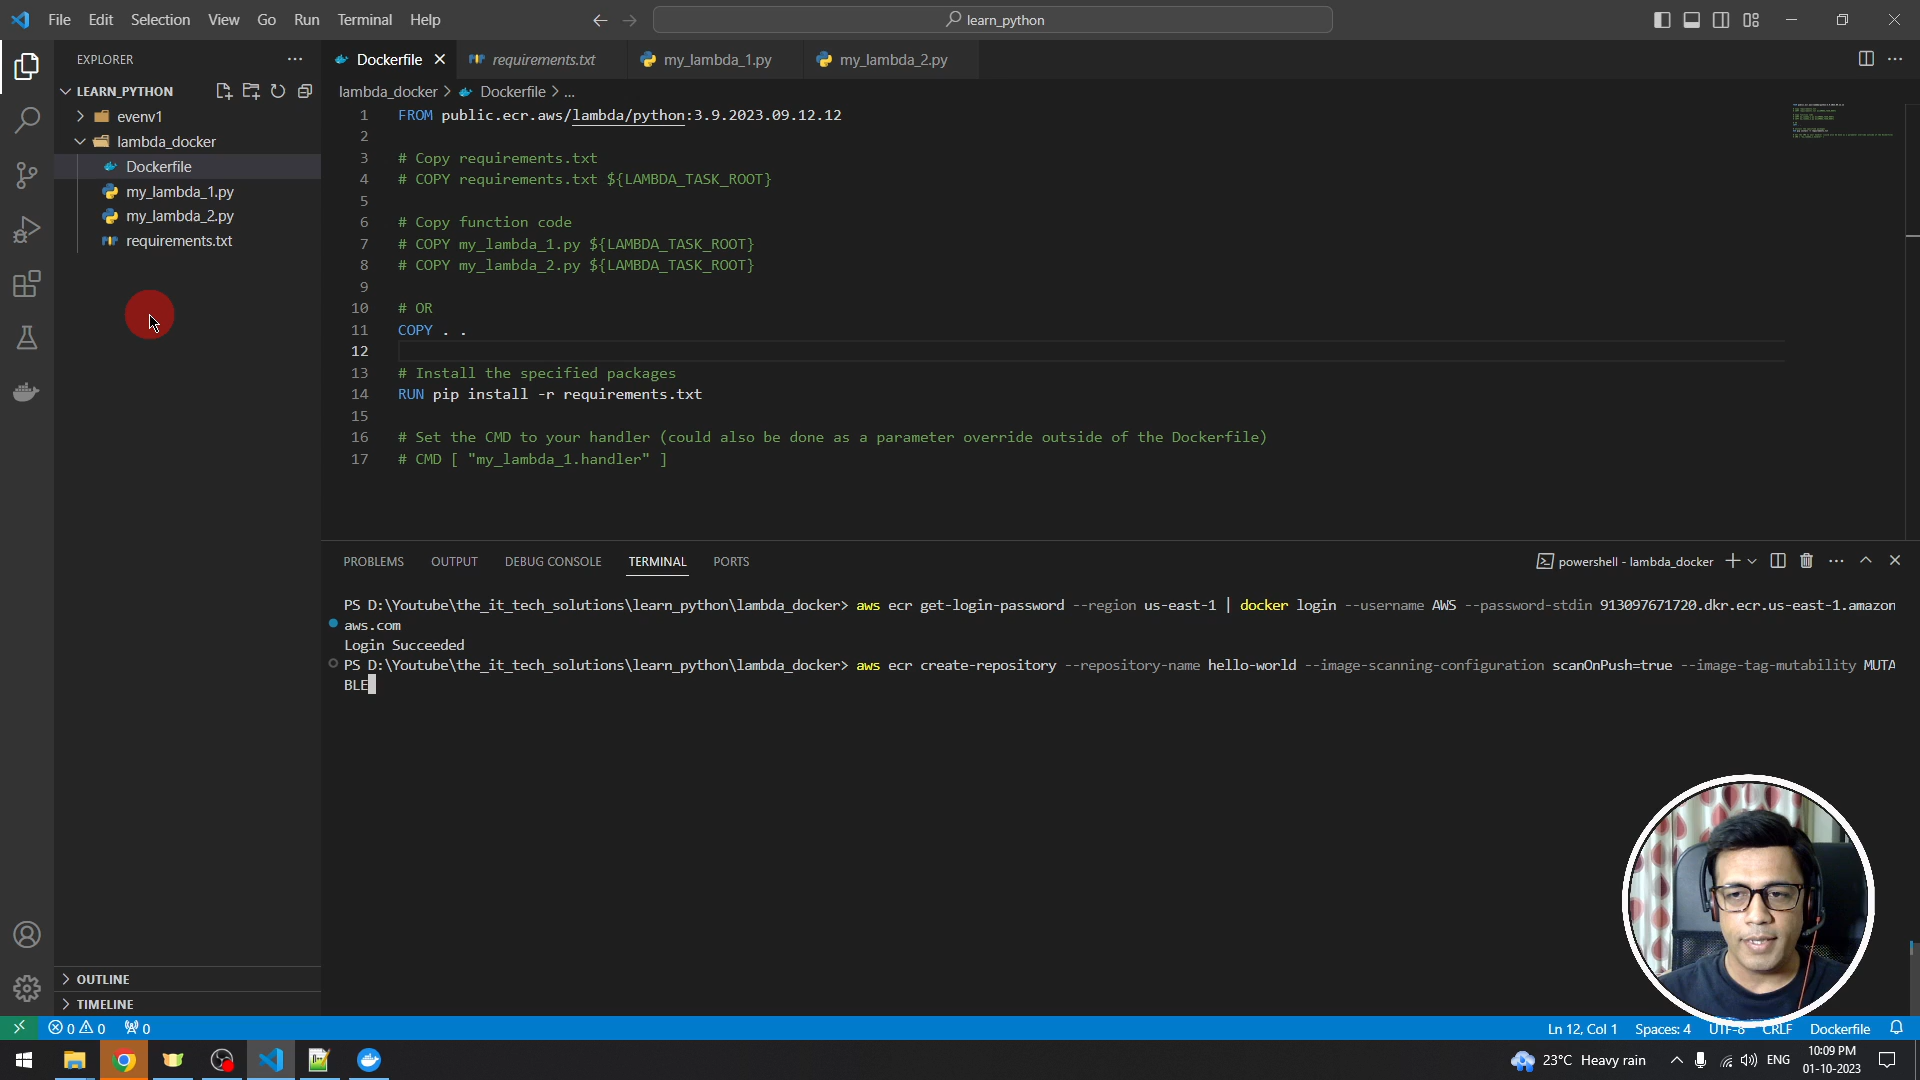 File Edit Selection View Go Run Terminal Help
learn_python
EXPLORER
LEARN_PYTHON
evenv1
lambda_docker
Dockerfile
my_lambda_1.py
my_lambda_2.py
requirements.txt
OUTLINE
TIMELINE
Dockerfile requirements.txt my_lambda_1.py my_lambda_2.py
lambda_docker > Dockerfile > ...
1 FROM public.ecr.aws/lambda/python:3.9.2023.09.12.12
2
3 # Copy requirements.txt
4 # COPY requirements.txt ${LAMBDA_TASK_ROOT}
5
6 # Copy function code
7 # COPY my_lambda_1.py ${LAMBDA_TASK_ROOT}
8 # COPY my_lambda_2.py ${LAMBDA_TASK_ROOT}
9
10 # OR
11 COPY . .
12
13 # Install the specified packages
14 RUN pip install -r requirements.txt
15
16 # Set the CMD to your handler (could also be done as a parameter override outside of the Dockerfile)
17 # CMD [ "my_lambda_1.handler" ]
PROBLEMS OUTPUT DEBUG CONSOLE TERMINAL PORTS
powershell - lambda_docker
PS D:\Youtube\the_it_tech_solutions\learn_python\lambda_docker> aws ecr get-login-password --region us-east-1 | docker login --username AWS --password-stdin 913097671720.dkr.ecr.us-east-1.amazon
aws.com
Login Succeeded
PS D:\Youtube\the_it_tech_solutions\learn_python\lambda_docker> aws ecr create-repository --repository-name hello-world --image-scanning-configuration scanOnPush=true --image-tag-mutability MUTA
BLE
0 0 0
Ln 12, Col 1 Spaces: 4 UTF-8 CRLF Dockerfile
23°C Heavy rain ENG 10:09 PM
01-10-2023